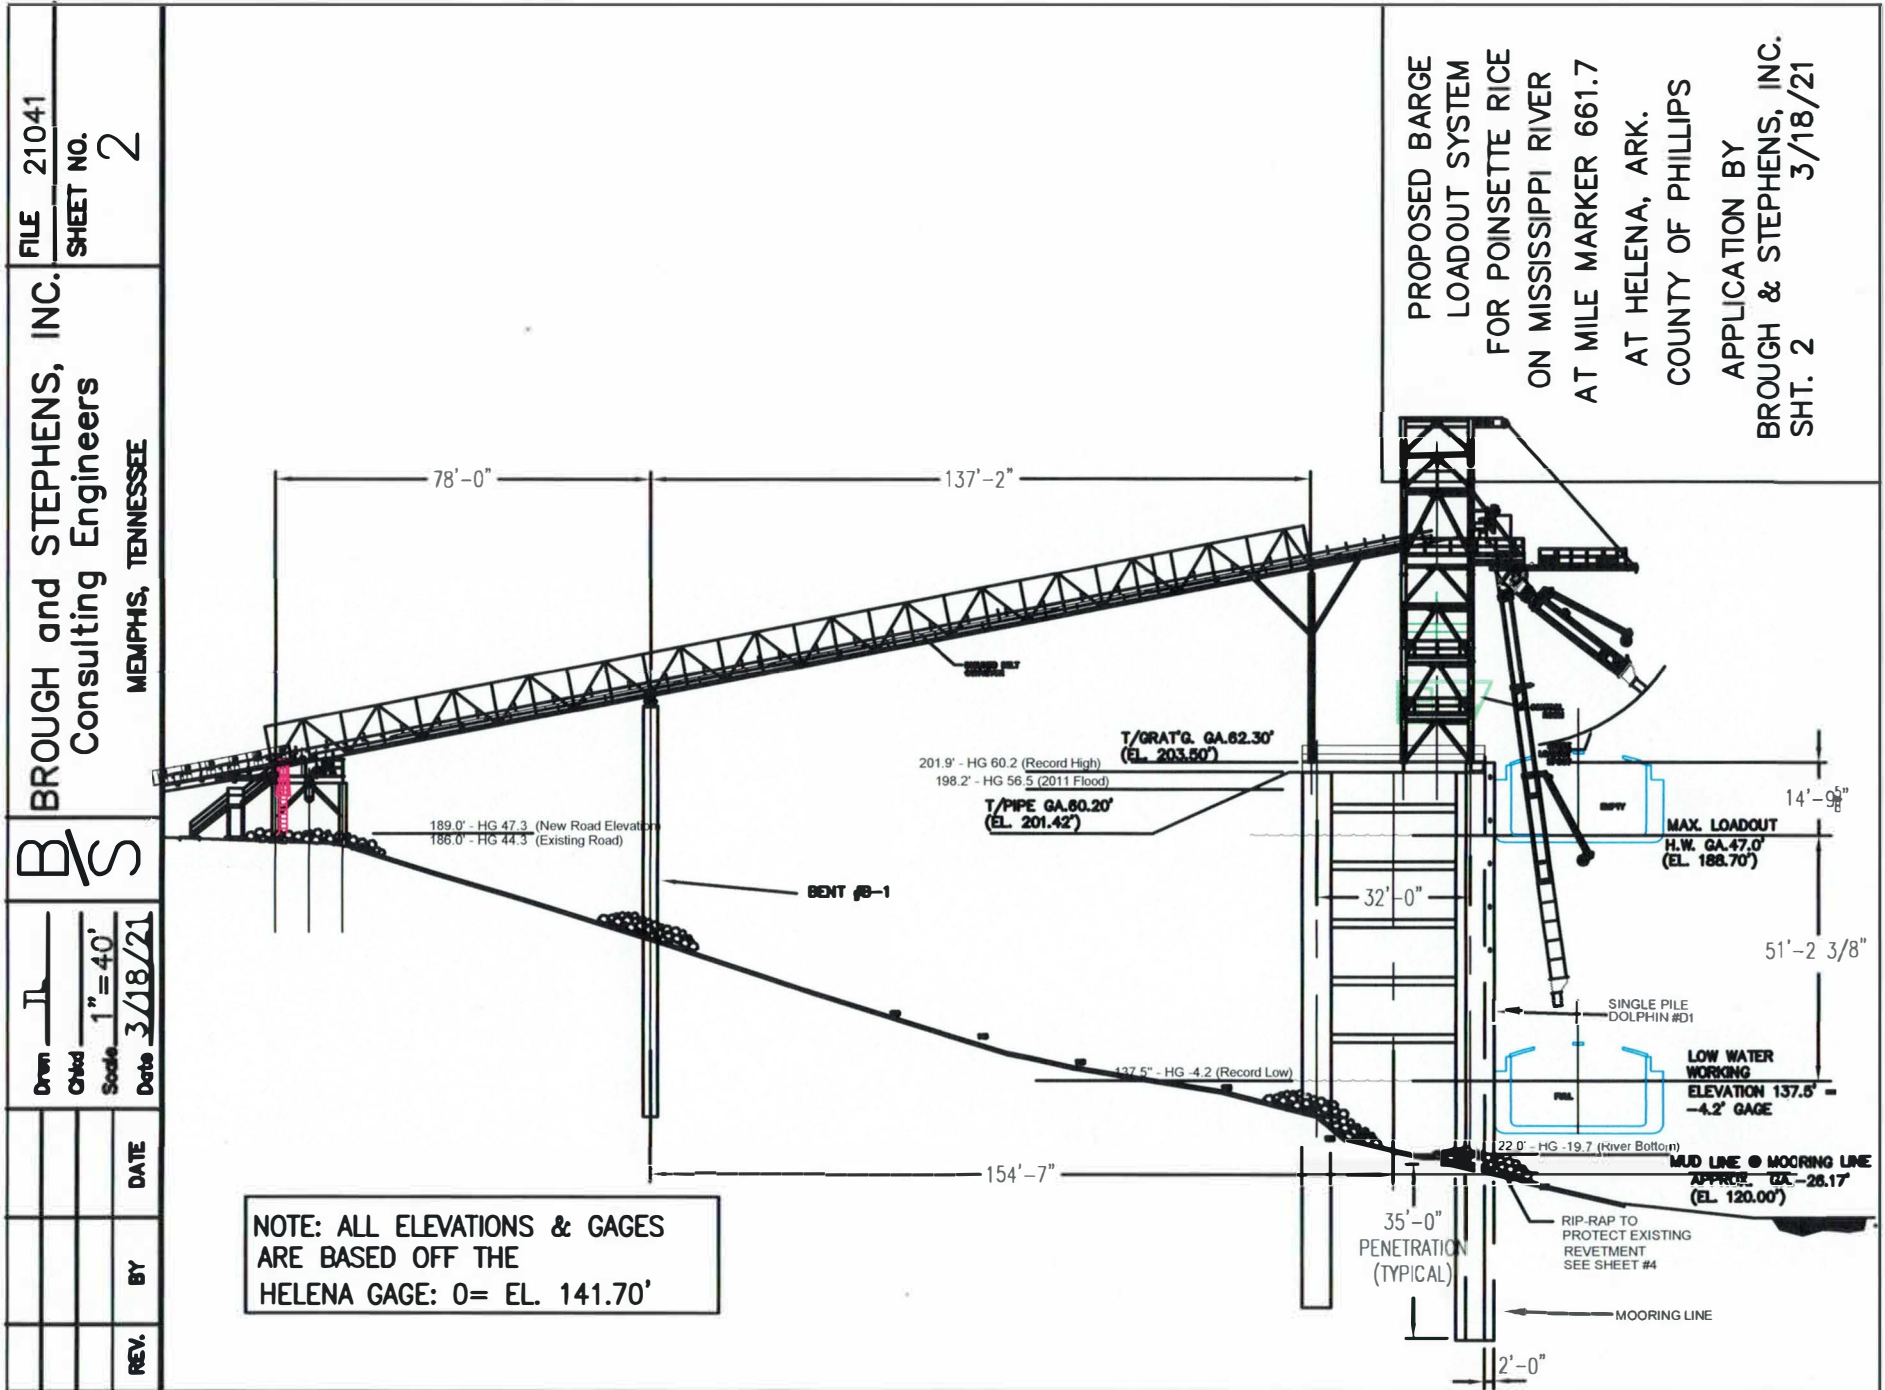 FILE 21041
SHEET NO.
2
BROUGH and STEPHENS, INC.
Consulting Engineers
MEMPHIS, TENNESSEE
B/S
Drwn JL
Chkd
Scale 1"=40'
Date 3/18/21
REV. BY DATE
PROPOSED BARGE
LOADOUT SYSTEM
FOR POINSETTE RICE
ON MISSISSIPPI RIVER
AT MILE MARKER 661.7
AT HELENA, ARK.
COUNTY OF PHILLIPS
APPLICATION BY
BROUGH & STEPHENS, INC.
SHT. 2 3/18/21
78'-0"
137'-2"
T/GRAT'G. GA.62.30'
(EL. 203.50')
201.9' - HG 60.2 (Record High)
198.2' - HG 56.5 (2011 Flood)
T/PIPE GA.60.20'
(EL. 201.42')
189.0' - HG 47.3 (New Road Elevation
186.0' - HG 44.3 (Existing Road)
BENT #B-1
32'-0"
EMPTY
14'-9⅝"
MAX. LOADOUT
H.W. GA.47.0'
(EL. 188.70')
51'-2 3/8"
SINGLE PILE
DOLPHIN #D1
137.5" - HG -4.2 (Record Low)
LOW WATER
WORKING
ELEVATION 137.5' =
-4.2' GAGE
FULL
22.0' - HG -19.7 (River Bottom)
MUD LINE @ MOORING LINE
APPROX. GA.-26.17'
(EL. 120.00')
154'-7"
35'-0"
PENETRATION
(TYPICAL)
RIP-RAP TO
PROTECT EXISTING
REVETMENT
SEE SHEET #4
MOORING LINE
2'-0"
NOTE: ALL ELEVATIONS & GAGES
ARE BASED OFF THE
HELENA GAGE: 0= EL. 141.70'